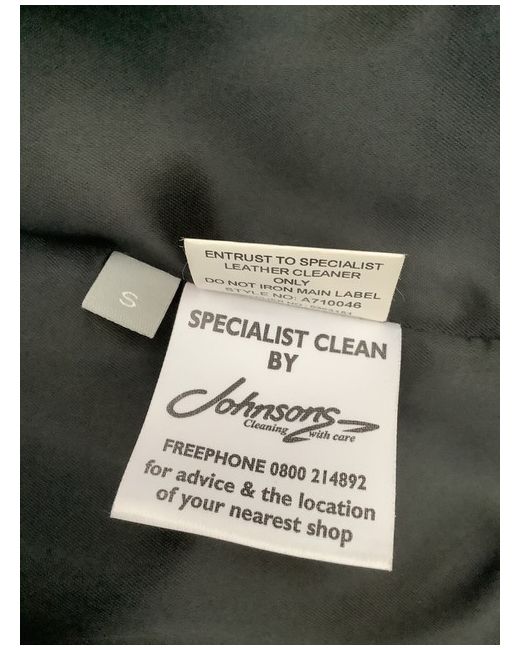 S
ENTRUST TO SPECIALIST
LEATHER CLEANER
ONLY
DO NOT IRON MAIN LABEL
STYLE NO: A710046
SPECIALIST CLEAN
BY
Johnsons
Cleaning with care
FREEPHONE 0800 214892
for advice & the location
of your nearest shop